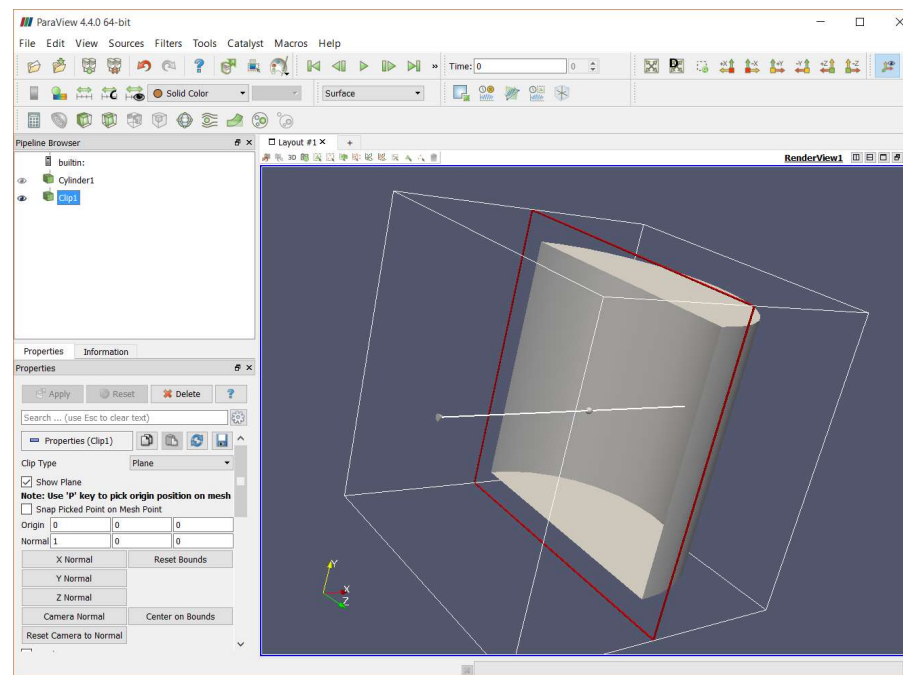 ParaView 4.4.0 64-bit
File Edit View Sources Filters Tools Catalyst Macros Help
Time: 0 0
Solid Color Surface
Pipeline Browser
builtin:
Cylinder1
Clip1
Layout #1
3D
RenderView1
Properties Information
Properties
Apply Reset Delete ?
Search ... (use Esc to clear text)
Properties (Clip1)
Clip Type Plane
Show Plane
Note: Use 'P' key to pick origin position on mesh
Snap Picked Point on Mesh Point
Origin 0 0 0
Normal 1 0 0
X Normal Reset Bounds
Y Normal
Z Normal
Camera Normal Center on Bounds
Reset Camera to Normal
Y
X
Z